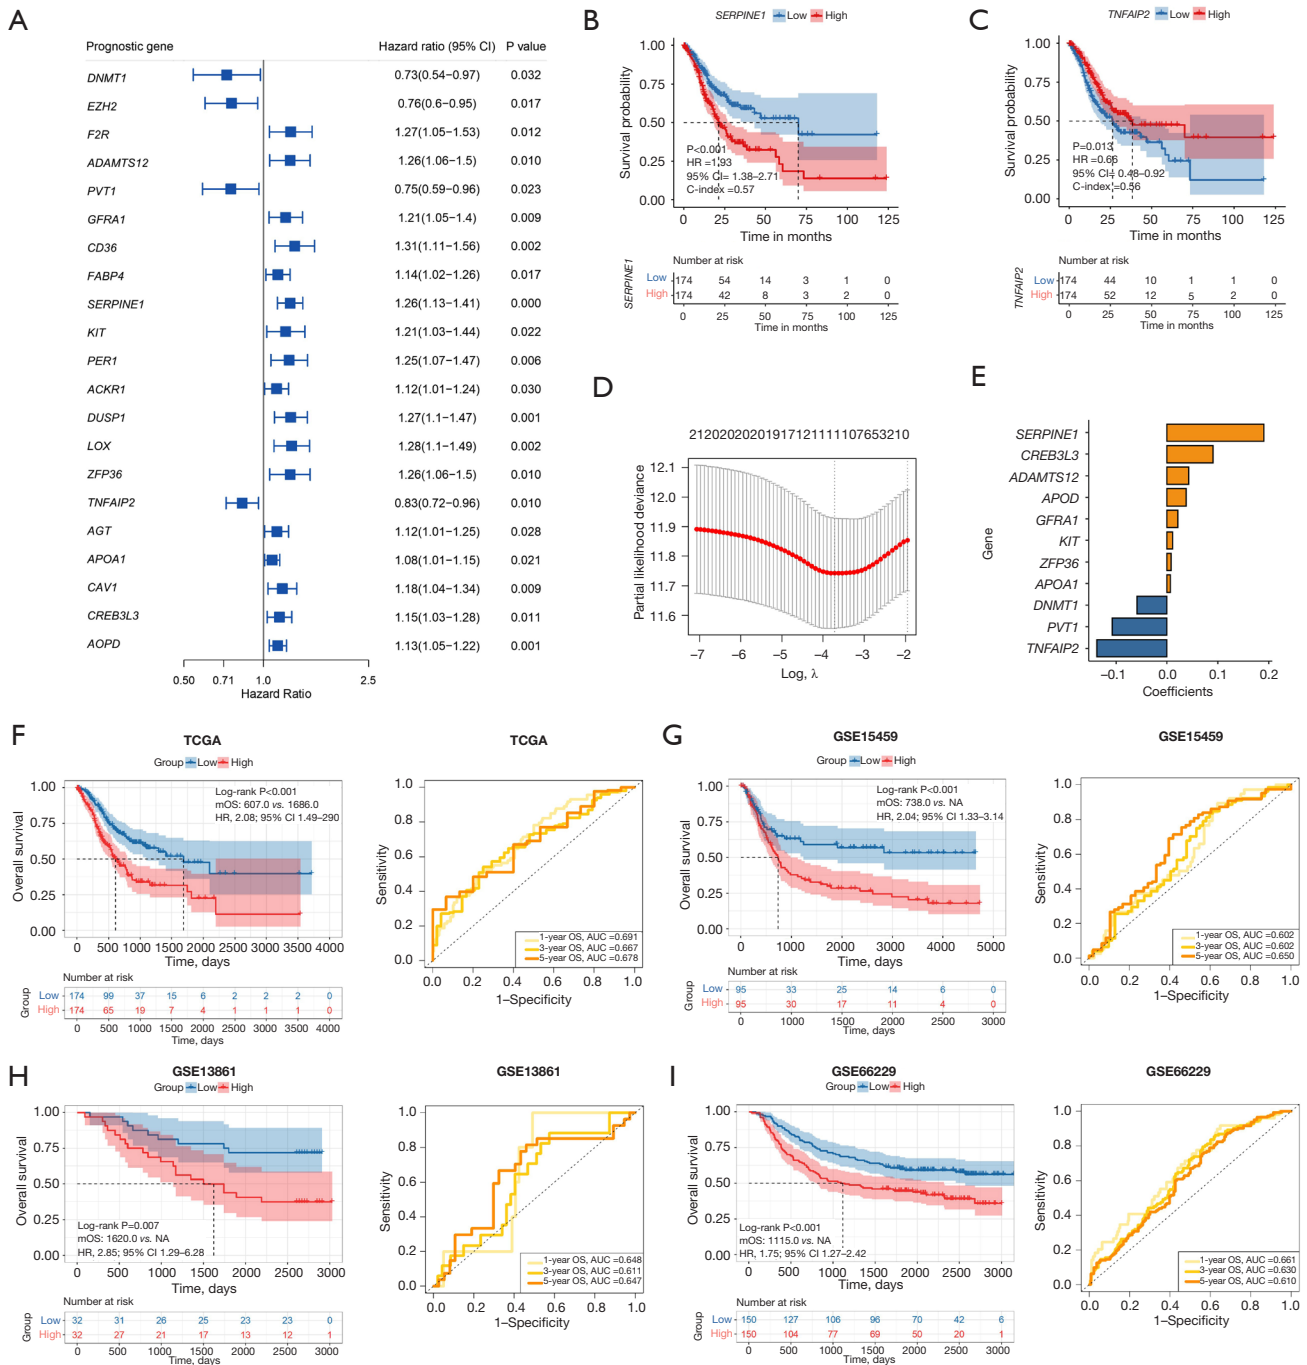 A
Prognostic gene Hazard ratio (95% CI) P value
DNMT1 0.73(0.54–0.97) 0.032
EZH2 0.76(0.6–0.95) 0.017
F2R 1.27(1.05–1.53) 0.012
ADAMTS12 1.26(1.06–1.5) 0.010
PVT1 0.75(0.59–0.96) 0.023
GFRA1 1.21(1.05–1.4) 0.009
CD36 1.31(1.11–1.56) 0.002
FABP4 1.14(1.02–1.26) 0.017
SERPINE1 1.26(1.13–1.41) 0.000
KIT 1.21(1.03–1.44) 0.022
PER1 1.25(1.07–1.47) 0.006
ACKR1 1.12(1.01–1.24) 0.030
DUSP1 1.27(1.1–1.47) 0.001
LOX 1.28(1.1–1.49) 0.002
ZFP36 1.26(1.06–1.5) 0.010
TNFAIP2 0.83(0.72–0.96) 0.010
AGT 1.12(1.01–1.25) 0.028
APOA1 1.08(1.01–1.15) 0.021
CAV1 1.18(1.04–1.34) 0.009
CREB3L3 1.15(1.03–1.28) 0.011
AOPD 1.13(1.05–1.22) 0.001
0.50 0.71 1.0 2.5
Hazard Ratio
B
SERPINE1 Low High
Survival probability
1.00
0.75
0.50
0.25
0.00
P<0.001
HR =1.93
95% CI= 1.38–2.71
C-index =0.57
0 25 50 75 100 125
Time in months
Number at risk
SERPINE1
Low 174 54 14 3 1 0
High 174 42 8 3 2 0
0 25 50 75 100 125
Time in months
C
TNFAIP2 Low High
Survival probability
1.00
0.75
0.50
0.25
0.00
P=0.013
HR =0.66
95% CI= 0.48–0.92
C-index =0.56
0 25 50 75 100 125
Time in months
Number at risk
TNFAIP2
Low 174 44 10 1 1 0
High 174 52 12 5 2 0
0 25 50 75 100 125
Time in months
D
21202020201917121111107653210
Partial likelihood deviance
12.1
12.0
11.9
11.8
11.7
11.6
−7 −6 −5 −4 −3 −2
Log, λ
E
Gene
SERPINE1
CREB3L3
ADAMTS12
APOD
GFRA1
KIT
ZFP36
APOA1
DNMT1
PVT1
TNFAIP2
−0.1 0.0 0.1 0.2
Coefficients
F
TCGA
Group Low High
Overall survival
1.00
0.75
0.50
0.25
0.00
Log-rank P<0.001
mOS: 607.0 vs. 1686.0
HR, 2.08; 95% CI 1.49–290
0 500 1000 1500 2000 2500 3000 3500 4000
Time, days
Number at risk
Group
Low 174 99 37 15 6 2 2 2 0
High 174 65 19 7 4 1 1 1 0
0 500 1000 1500 2000 2500 3000 3500 4000
Time, days
TCGA
Sensitivity
1.0
0.8
0.6
0.4
0.2
0.0
1-year OS, AUC =0.691
3-year OS, AUC =0.667
5-year OS, AUC =0.678
0.0 0.2 0.4 0.6 0.8 1.0
1–Specificity
G
GSE15459
Group Low High
Overall survival
1.00
0.75
0.50
0.25
0.00
Log-rank P<0.001
mOS: 738.0 vs. NA
HR, 2.04; 95% CI 1.33–3.14
0 1000 2000 3000 4000 5000
Time, days
Number at risk
Group
Low 95 33 25 14 6 0
High 95 30 17 11 4 0
0 1000 1000 2000 2000 3000
Time, days
GSE15459
Sensitivity
1.0
0.8
0.6
0.4
0.2
0.0
1-year OS, AUC =0.602
3-year OS, AUC =0.602
5-year OS, AUC =0.650
0.0 0.2 0.4 0.6 0.8 1.0
1–Specificity
H
GSE13861
Group Low High
Overall survival
1.00
0.75
0.50
0.25
0.00
Log-rank P=0.007
mOS: 1620.0 vs. NA
HR, 2.85; 95% CI 1.29–6.28
0 500 1000 1500 2000 2500 3000
Time, days
Number at risk
Group
Low 32 31 26 25 23 23 0
High 32 27 21 17 13 12 1
0 500 1000 1500 2000 2500 3000
Time, days
GSE13861
Sensitivity
1.0
0.8
0.6
0.4
0.2
0.0
1-year OS, AUC =0.648
3-year OS, AUC =0.611
5-year OS, AUC =0.647
0.0 0.2 0.4 0.6 0.8 1.0
1–Specificity
I
GSE66229
Group Low High
Overall survival
1.00
0.75
0.50
0.25
0.00
Log-rank P<0.001
mOS: 1115.0 vs. NA
HR, 1.75; 95% CI 1.27–2.42
0 500 1000 1500 2000 2500 3000
Time, days
Number at risk
Group
Low 150 127 106 96 70 42 6
High 150 104 77 69 50 20 1
0 500 1000 1500 2000 2500 3000
Time, days
GSE66229
Sensitivity
1.0
0.8
0.6
0.4
0.2
0.0
1-year OS, AUC =0.661
3-year OS, AUC =0.630
5-year OS, AUC =0.610
0.0 0.2 0.4 0.6 0.8 1.0
1–Specificity